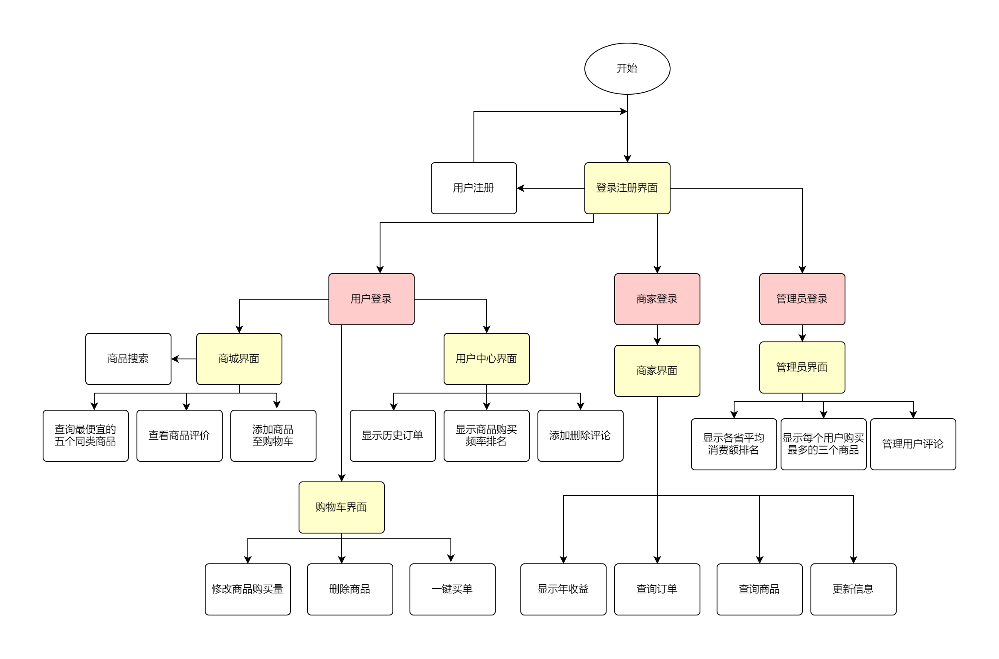 开始
用户注册
登录注册界面
用户登录
商家登录
管理员登录
商品搜索
商城界面
用户中心界面
商家界面
管理员界面
查询最便宜的
五个同类商品
查看商品评价
添加商品
至购物车
显示历史订单
显示商品购买
频率排名
添加删除评论
显示各省平均
消费额排名
显示每个用户购买
最多的三个商品
管理用户评论
购物车界面
修改商品购买量
删除商品
一键买单
显示年收益
查询订单
查询商品
更新信息